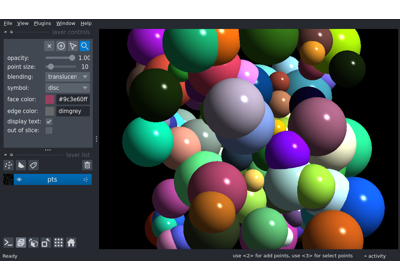 File View Plugins Window Help
layer controls
opacity: 1.00
point size: 10
blending: translucen
symbol: disc
face color: #9c3e60ff
edge color: dimgrey
display text:
out of slice:
layer list
pts
Ready use <2> for add points, use <3> for select points activity